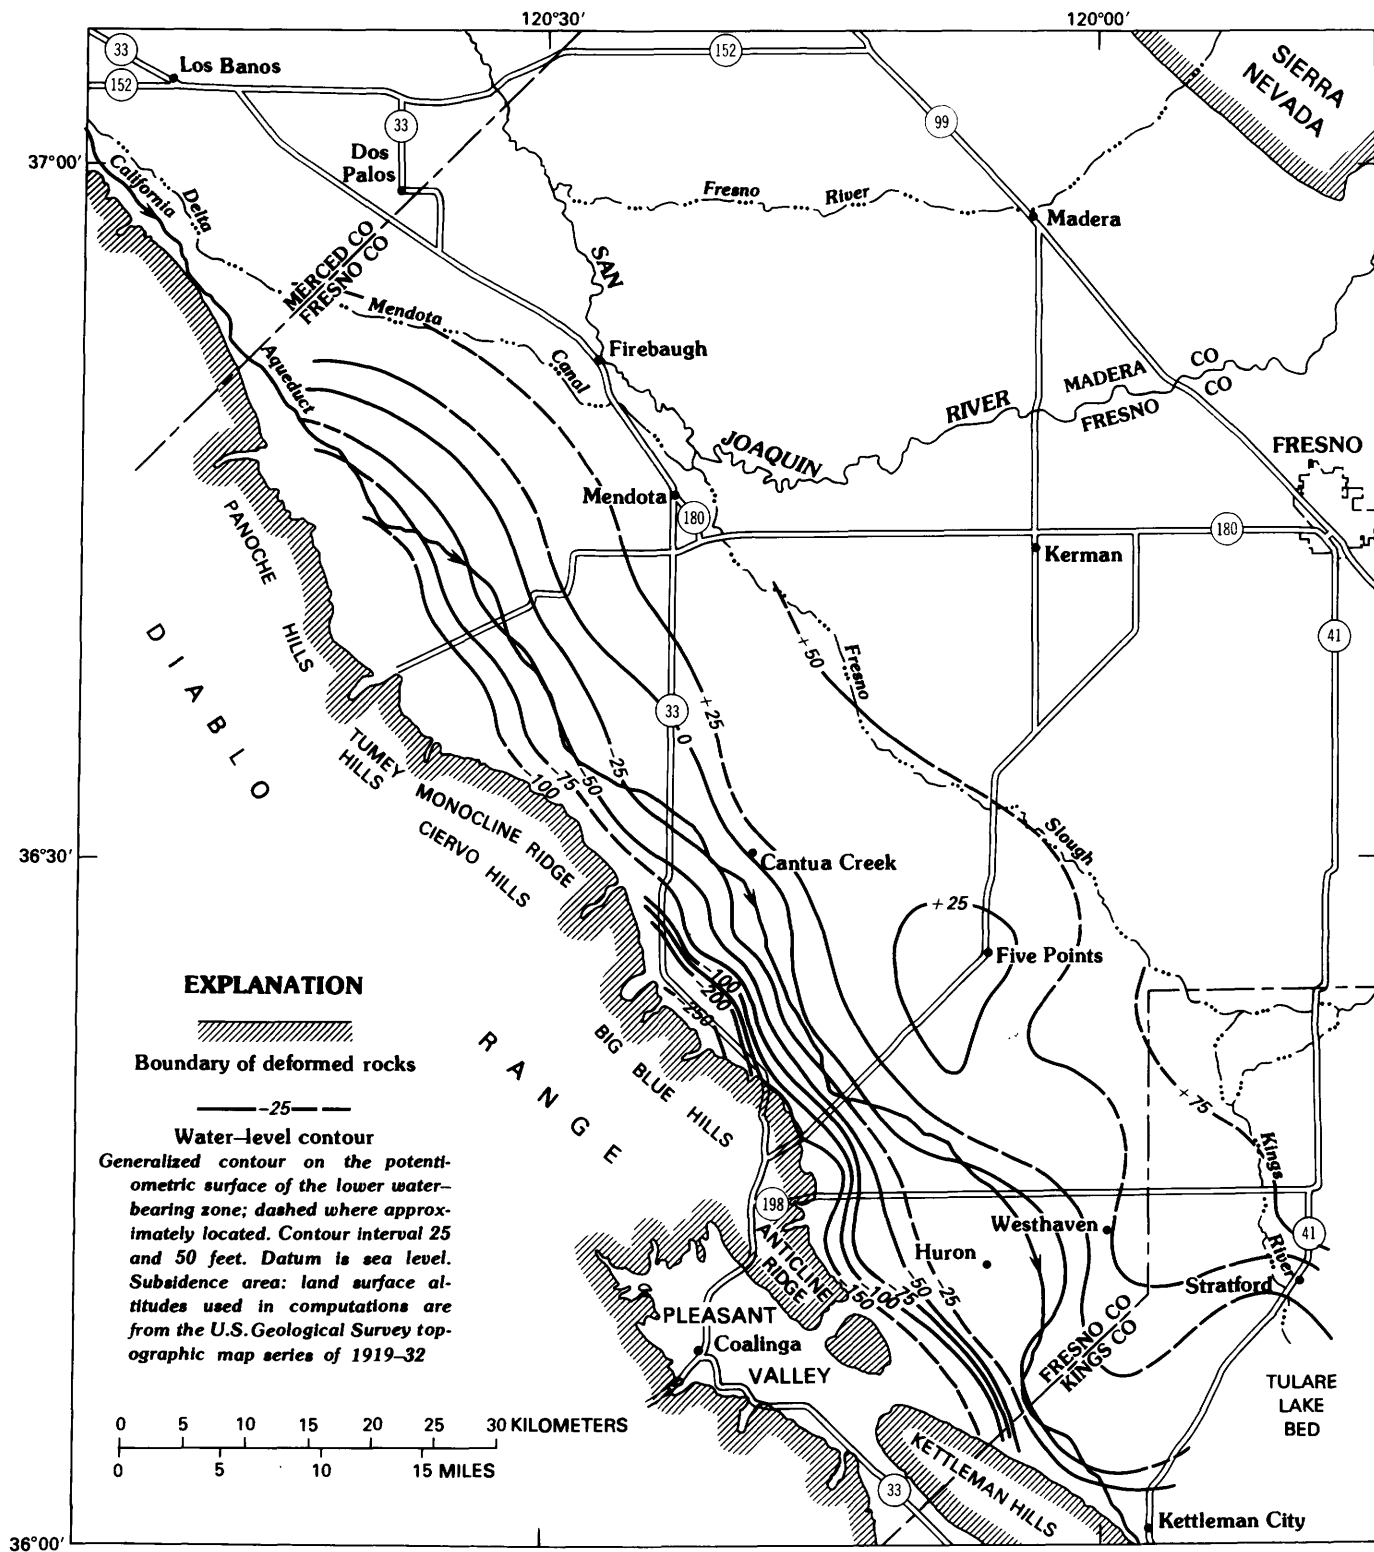 120°30′
120°00′
33
152
Los Banos
152
33
99
SIERRA
NEVADA
Dos
Palos
37°00′
California
Delta
Fresno
River
Madera
MERCED CO
FRESNO CO
SAN
Mendota
Aqueduct
Canal
Firebaugh
MADERA
CO
FRESNO
CO
RIVER
JOAQUIN
FRESNO
Mendota
180
180
Kerman
PANOCHE
HILLS
41
+50
Fresno
DIABLO
33
+25
0
-25
-50
-75
-100
TUMEY
HILLS
MONOCLINE RIDGE
CIERVO HILLS
Slough
36°30′
Cantua Creek
+25
Five Points
-100
-200
-250
BIG BLUE HILLS
RANGE
+75
Kings
River
EXPLANATION
Boundary of deformed rocks
-25
Water-level contour
Generalized contour on the potenti-
ometric surface of the lower water-
bearing zone; dashed where approx-
imately located. Contour interval 25
and 50 feet. Datum is sea level.
Subsidence area: land surface al-
titudes used in computations are
from the U.S. Geological Survey top-
ographic map series of 1919-32
198
41
Westhaven
Huron
Stratford
ANTICLINE
RIDGE
150
100
-75
-50
-25
PLEASANT
Coalinga
VALLEY
FRESNO CO
KINGS CO
TULARE
LAKE
BED
0 5 10 15 20 25 30 KILOMETERS
0 5 10 15 MILES
KETTLEMAN HILLS
33
Kettleman City
36°00′